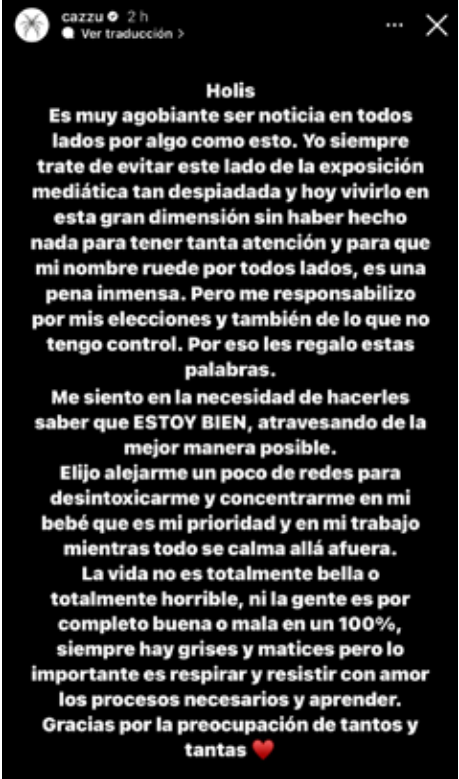 cazzu 2 h
Ver traducción >
Holis
Es muy agobiante ser noticia en todos
lados por algo como esto. Yo siempre
trate de evitar este lado de la exposición
mediática tan despiadada y hoy vivirlo en
esta gran dimensión sin haber hecho
nada para tener tanta atención y para que
mi nombre ruede por todos lados, es una
pena inmensa. Pero me responsabilizo
por mis elecciones y también de lo que no
tengo control. Por eso les regalo estas
palabras.
Me siento en la necesidad de hacerles
saber que ESTOY BIEN, atravesando de la
mejor manera posible.
Elijo alejarme un poco de redes para
desintoxicarme y concentrarme en mi
bebé que es mi prioridad y en mi trabajo
mientras todo se calma allá afuera.
La vida no es totalmente bella o
totalmente horrible, ni la gente es por
completo buena o mala en un 100%,
siempre hay grises y matices pero lo
importante es respirar y resistir con amor
los procesos necesarios y aprender.
Gracias por la preocupación de tantos y
tantas ❤️